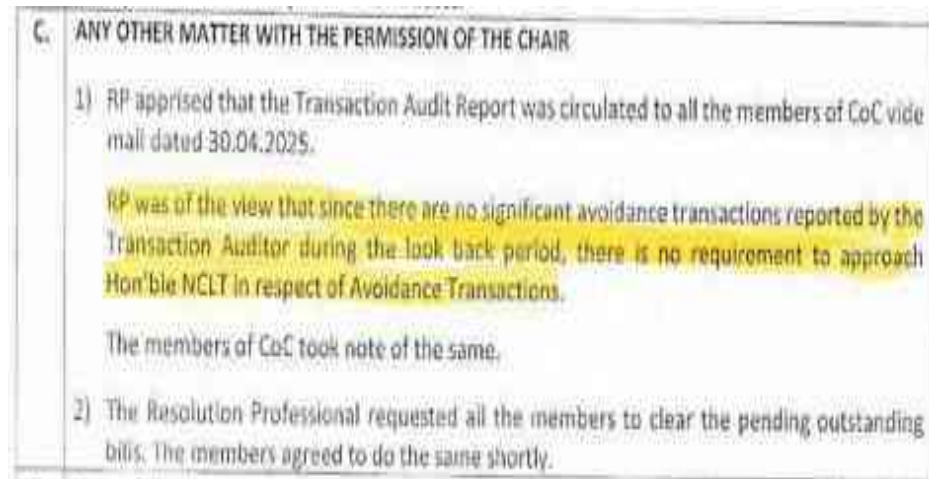 C. ANY OTHER MATTER WITH THE PERMISSION OF THE CHAIR
1) RP apprised that the Transaction Audit Report was circulated to all the members of CoC vide
mail dated 30.04.2025.
RP was of the view that since there are no significant avoidance transactions reported by the
Transaction Auditor during the look back period, there is no requirement to approach
Hon'ble NCLT in respect of Avoidance Transactions.
The members of CoC took note of the same.
2) The Resolution Professional requested all the members to clear the pending outstanding
bills. The members agreed to do the same shortly.